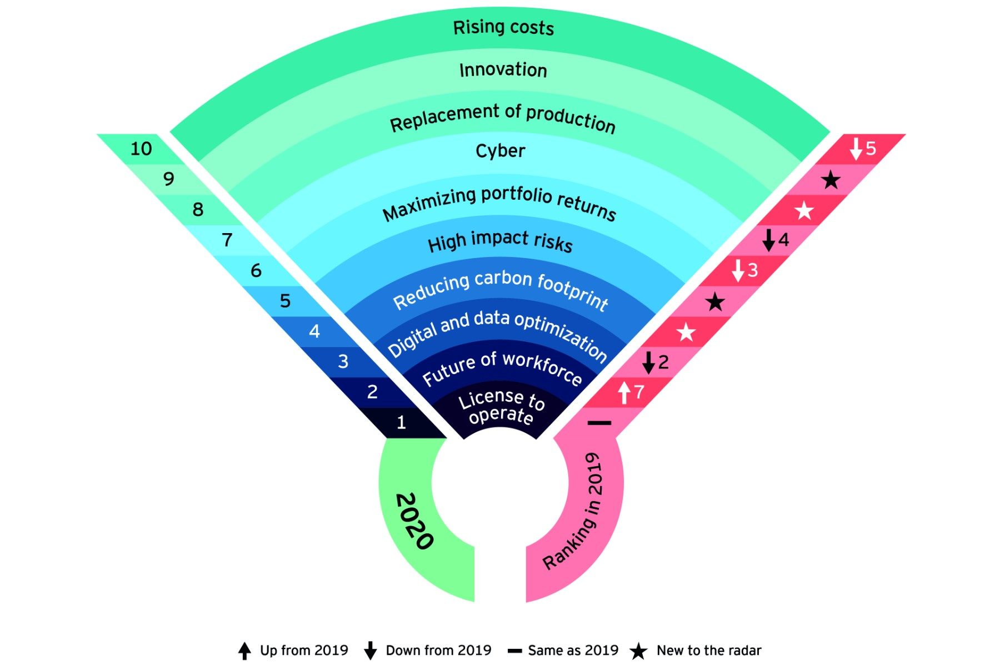 Rising costs
Innovation
Replacement of production
Cyber
Maximizing portfolio returns
High impact risks
Reducing carbon footprint
Digital and data optimization
Future of workforce
License to
operate
10
9
8
7
6
5
4
3
2
1
5
4
3
2
7
2020
Ranking in 2019
Up from 2019
Down from 2019
Same as 2019
New to the radar